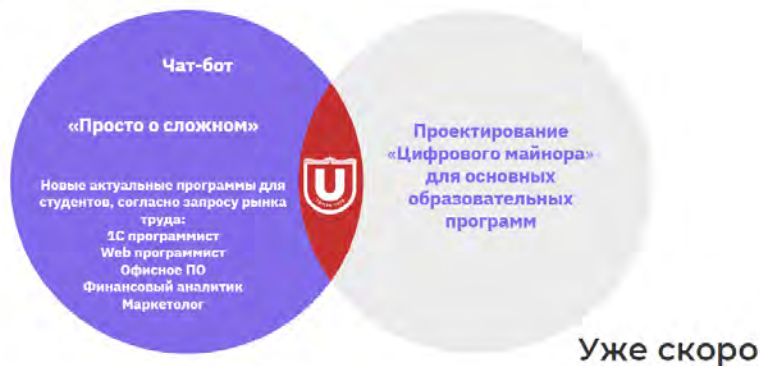 Чат-бот
«Просто о сложном»
Новые актуальные программы для
студентов, согласно запросу рынка
труда:
1С программист
Web программист
Офисное ПО
Финансовый аналитик
Маркетолог
U
Проектирование
«Цифрового майнора»
для основных
образовательных
программ
Уже скоро